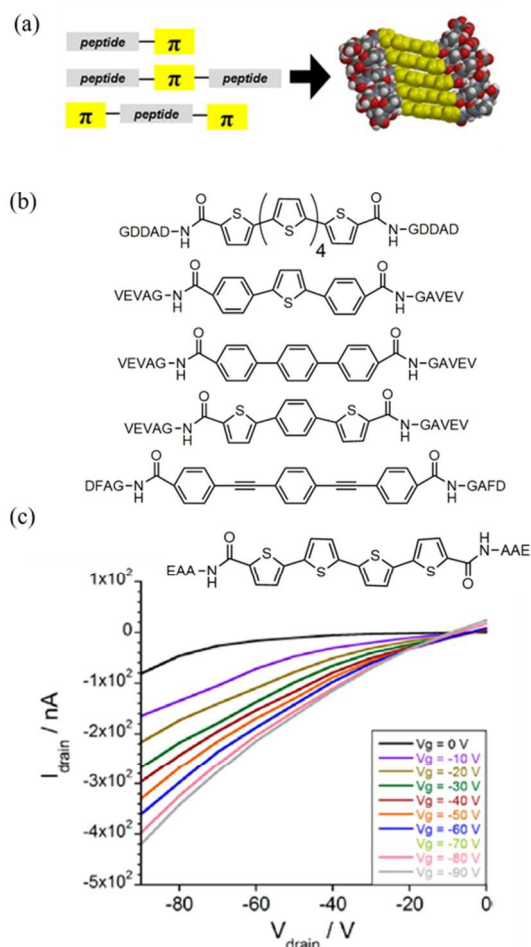 (a)
peptide π
peptide π peptide
π peptide π
(b)
GDDAD N H O S ( S ) 4 S O N H GDDAD
VEVAG N H O S O N H GAVEV
VEVAG N H O O N H GAVEV
VEVAG N H O S S O N H GAVEV
DFAG N H O O N H GAFD
(c)
EAA N H O S S S S O H N AAE
1x10²
0
-1x10²
-2x10²
-3x10²
-4x10²
-5x10²
I drain / nA
Vg = 0 V
Vg = -10 V
Vg = -20 V
Vg = -30 V
Vg = -40 V
Vg = -50 V
Vg = -60 V
Vg = -70 V
Vg = -80 V
Vg = -90 V
-80 -60 -40 -20 0
V drain / V